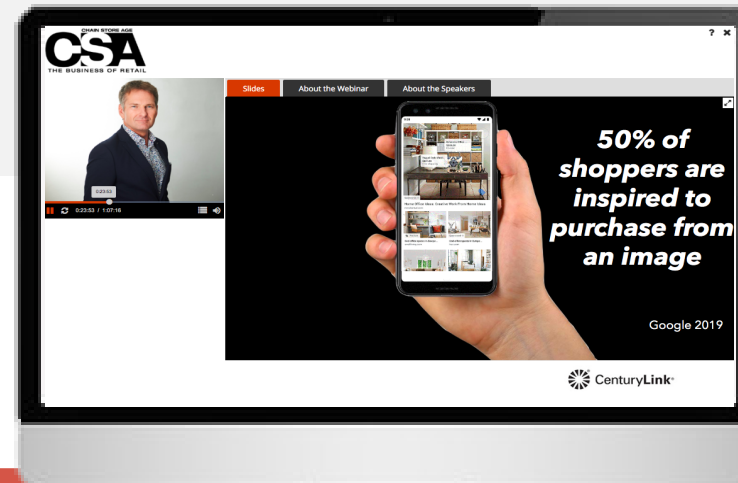 CHAIN STORE AGE
CSA
THE BUSINESS OF RETAIL
? ×
Slides
About the Webinar
About the Speakers
0:23:53
0:23:53 / 1:07:16
50% of
shoppers are
inspired to
purchase from
an image
Google 2019
CenturyLink